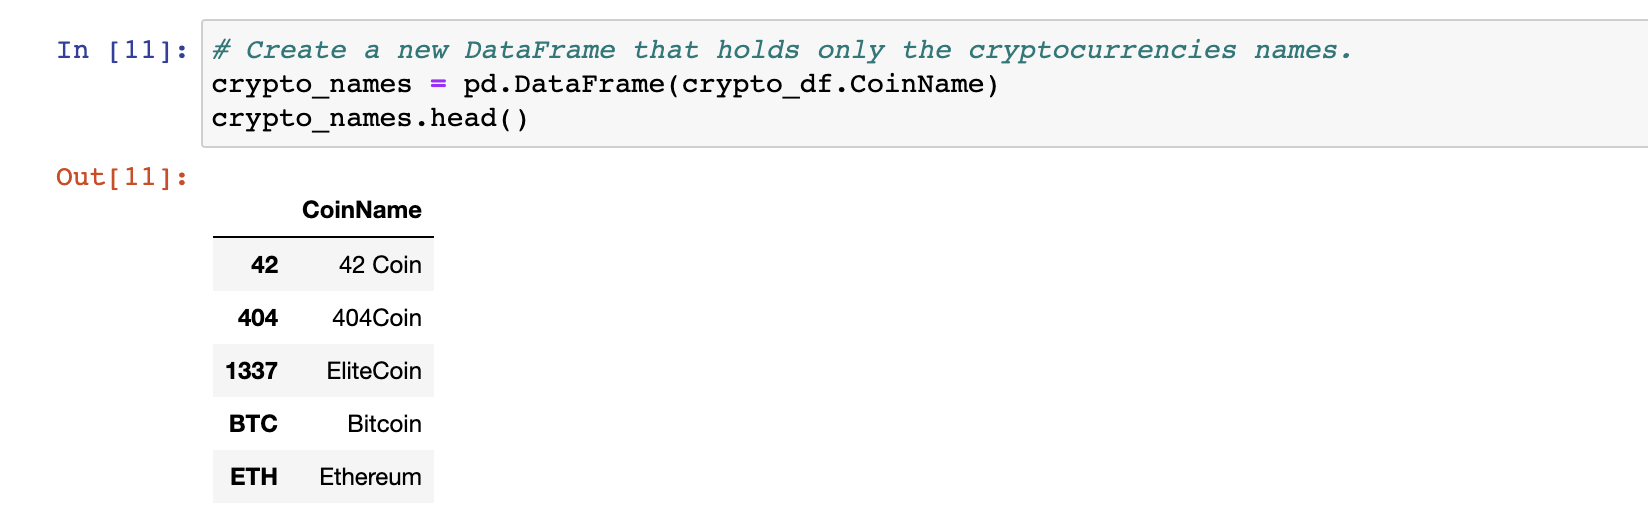 In [11]: # Create a new DataFrame that holds only the cryptocurrencies names.
crypto_names = pd.DataFrame(crypto_df.CoinName)
crypto_names.head()
Out[11]:
CoinName
42 42 Coin
404 404Coin
1337 EliteCoin
BTC Bitcoin
ETH Ethereum